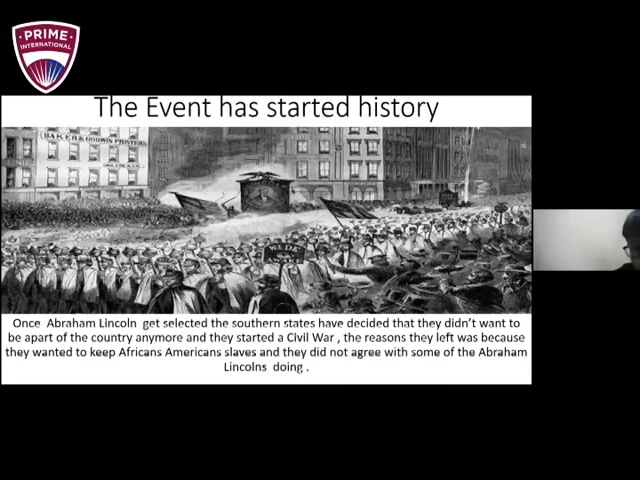 PRIME
INTERNATIONAL
The Event has started history
BAKER & GODWIN PRINTERS
Once Abraham Lincoln get selected the southern states have decided that they didn't want to
be apart of the country anymore and they started a Civil War , the reasons they left was because
they wanted to keep Africans Americans slaves and they did not agree with some of the Abraham
Lincolns doing .